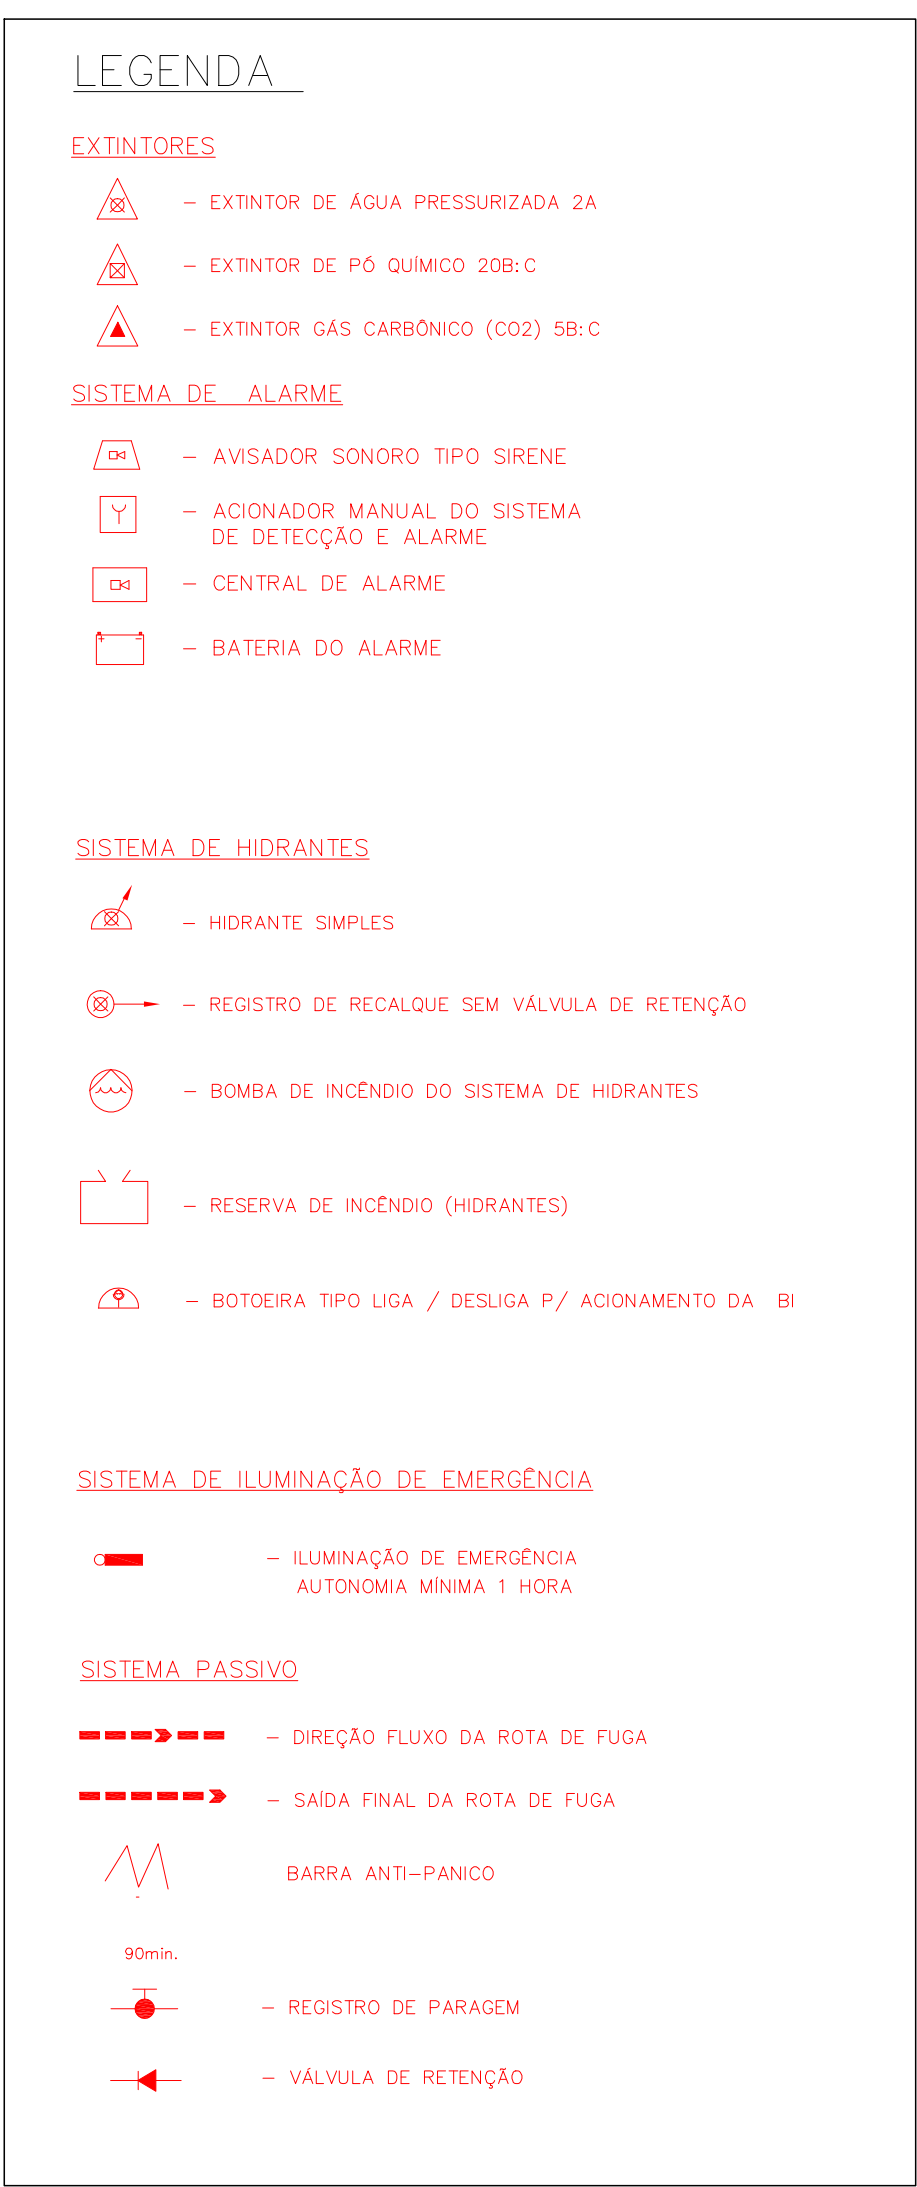 LEGENDA
EXTINTORES
- EXTINTOR DE ÁGUA PRESSURIZADA 2A
- EXTINTOR DE PÓ QUÍMICO 20B:C
- EXTINTOR GÁS CARBÔNICO (CO2) 5B:C
SISTEMA DE ALARME
- AVISADOR SONORO TIPO SIRENE
- ACIONADOR MANUAL DO SISTEMA
DE DETECÇÃO E ALARME
- CENTRAL DE ALARME
- BATERIA DO ALARME
SISTEMA DE HIDRANTES
- HIDRANTE SIMPLES
- REGISTRO DE RECALQUE SEM VÁLVULA DE RETENÇÃO
- BOMBA DE INCÊNDIO DO SISTEMA DE HIDRANTES
- RESERVA DE INCÊNDIO (HIDRANTES)
- BOTOEIRA TIPO LIGA / DESLIGA P/ ACIONAMENTO DA BI
SISTEMA DE ILUMINAÇÃO DE EMERGÊNCIA
- ILUMINAÇÃO DE EMERGÊNCIA
AUTONOMIA MÍNIMA 1 HORA
SISTEMA PASSIVO
- DIREÇÃO FLUXO DA ROTA DE FUGA
- SAÍDA FINAL DA ROTA DE FUGA
BARRA ANTI-PANICO
90min.
- REGISTRO DE PARAGEM
- VÁLVULA DE RETENÇÃO